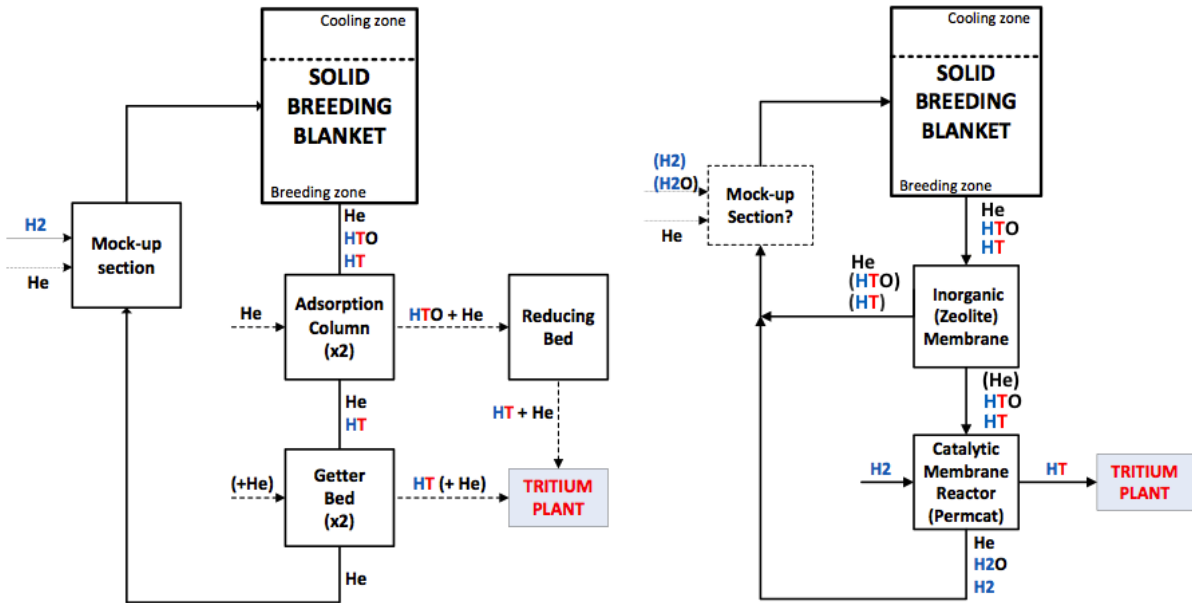 Cooling zone
SOLID
BREEDING
BLANKET
Breeding zone
He
HTO
HT
H2
He
Mock-up
section
He
Adsorption
Column
(x2)
HTO + He
Reducing
Bed
He
HT
HT + He
(+He)
Getter
Bed
(x2)
HT (+ He)
TRITIUM
PLANT
He
Cooling zone
SOLID
BREEDING
BLANKET
Breeding zone
(H2)
(H2O)
He
Mock-up
Section?
He
HTO
HT
He
(HTO)
(HT)
Inorganic
(Zeolite)
Membrane
(He)
HTO
HT
H2
Catalytic
Membrane
Reactor
(Permcat)
HT
TRITIUM
PLANT
He
H2O
H2